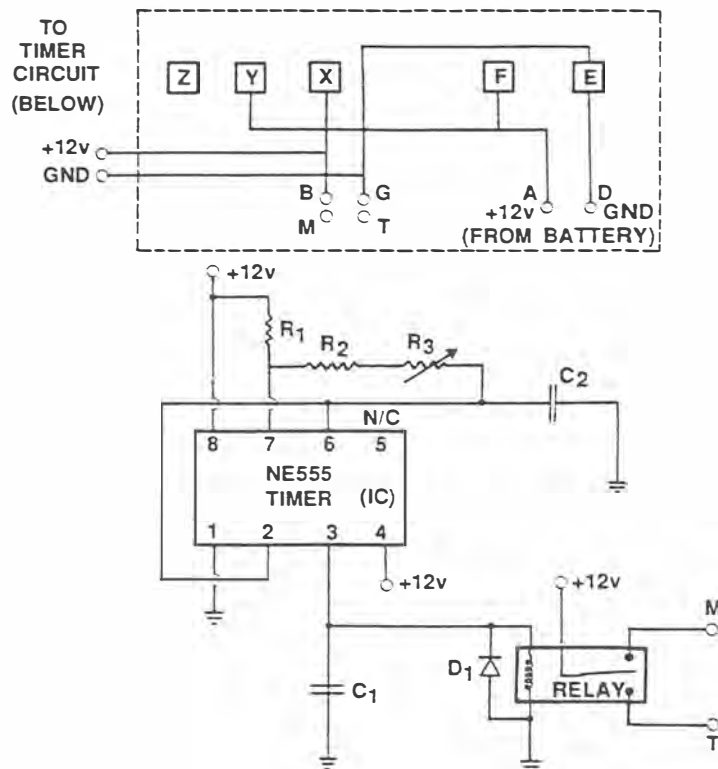 TO
TIMER
CIRCUIT
(BELOW)
Z Y X F E
+12v
GND
B G A D
+12v GND
M T
(FROM BATTERY)
+12v
R1
R2 R3
C2
N/C
8 7 6 5
NE555
TIMER (IC)
1 2 3 4
+12v
+12v
M
D1
RELAY
C1
T